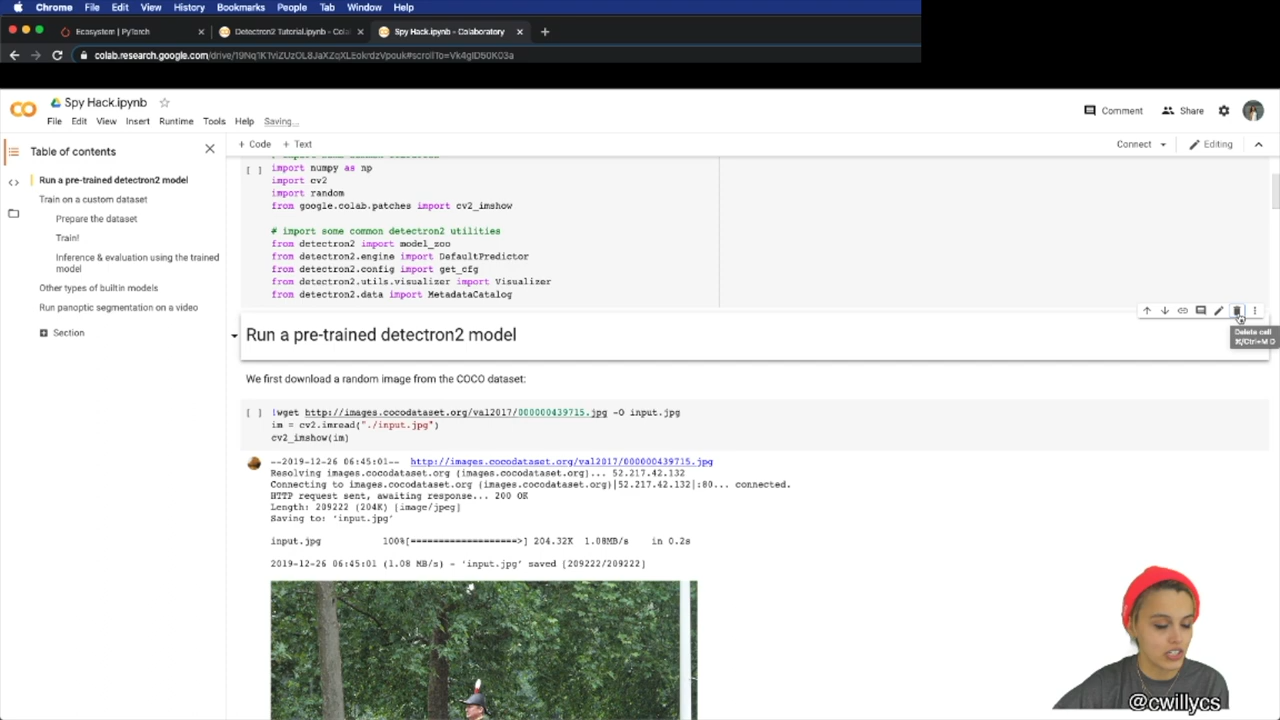 Chrome File Edit View History Bookmarks People Tab Window Help
Ecosystem | PyTorch
Detectron2 Tutorial.ipynb - Cola
Spy Hack.ipynb - Colaboratory
Spy Hack.ipynb
File Edit View Insert Runtime Tools Help Saving...
Comment Share
+ Code + Text
Connect Editing
Table of contents
Run a pre-trained detectron2 model
Train on a custom dataset
Prepare the dataset
Train!
Inference & evaluation using the trained
model
Other types of builtin models
Run panoptic segmentation on a video
Section
[ ] import numpy as np
import cv2
import random
from google.colab.patches import cv2_imshow
# import some common detectron2 utilities
from detectron2 import model_zoo
from detectron2.engine import DefaultPredictor
from detectron2.config import get_cfg
from detectron2.utils.visualizer import Visualizer
from detectron2.data import MetadataCatalog
Delete cell
⌘/Ctrl+M D
Run a pre-trained detectron2 model
We first download a random image from the COCO dataset:
[ ] !wget http://images.cocodataset.org/val2017/000000439715.jpg -O input.jpg
im = cv2.imread("./input.jpg")
cv2_imshow(im)
--2019-12-26 06:45:01-- http://images.cocodataset.org/val2017/000000439715.jpg
Resolving images.cocodataset.org (images.cocodataset.org)... 52.217.42.132
Connecting to images.cocodataset.org (images.cocodataset.org)|52.217.42.132|:80... connected.
HTTP request sent, awaiting response... 200 OK
Length: 209222 (204K) [image/jpeg]
Saving to: 'input.jpg'
input.jpg 100%[===================>] 204.32K 1.08MB/s in 0.2s
2019-12-26 06:45:01 (1.08 MB/s) - 'input.jpg' saved [209222/209222]
@cwillycs